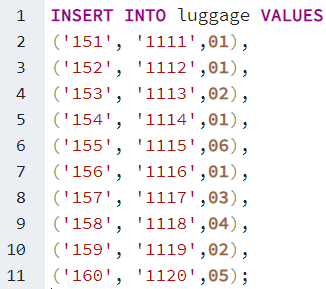 1 INSERT INTO luggage VALUES
2 ('151', '1111',01),
3 ('152', '1112',01),
4 ('153', '1113',02),
5 ('154', '1114',01),
6 ('155', '1115',06),
7 ('156', '1116',01),
8 ('157', '1117',03),
9 ('158', '1118',04),
10 ('159', '1119',02),
11 ('160', '1120',05);